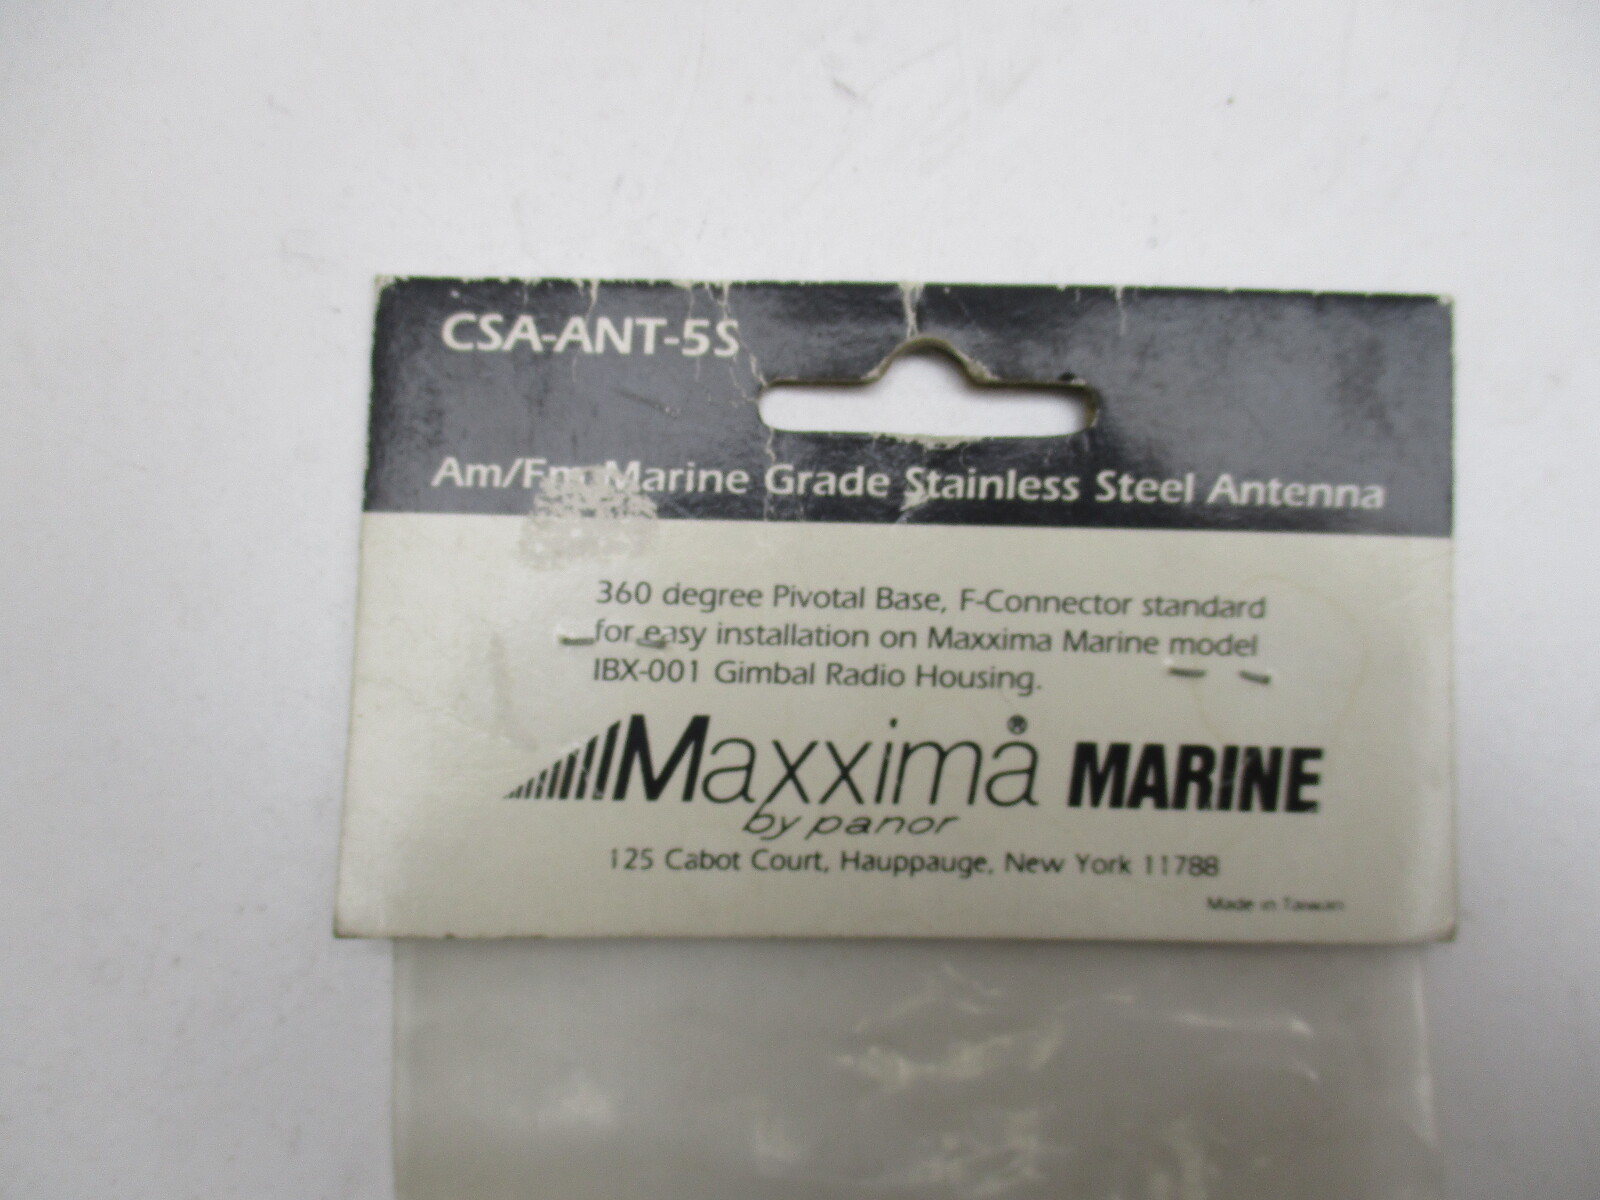 CSA-ANT-5S
Am/Fm Marine Grade Stainless Steel Antenna
360 degree Pivotal Base, F-Connector standard
for easy installation on Maxxima Marine model
IBX-001 Gimbal Radio Housing.
Maxxima® MARINE
by panor
125 Cabot Court, Hauppauge, New York 11788
Made in Taiwan